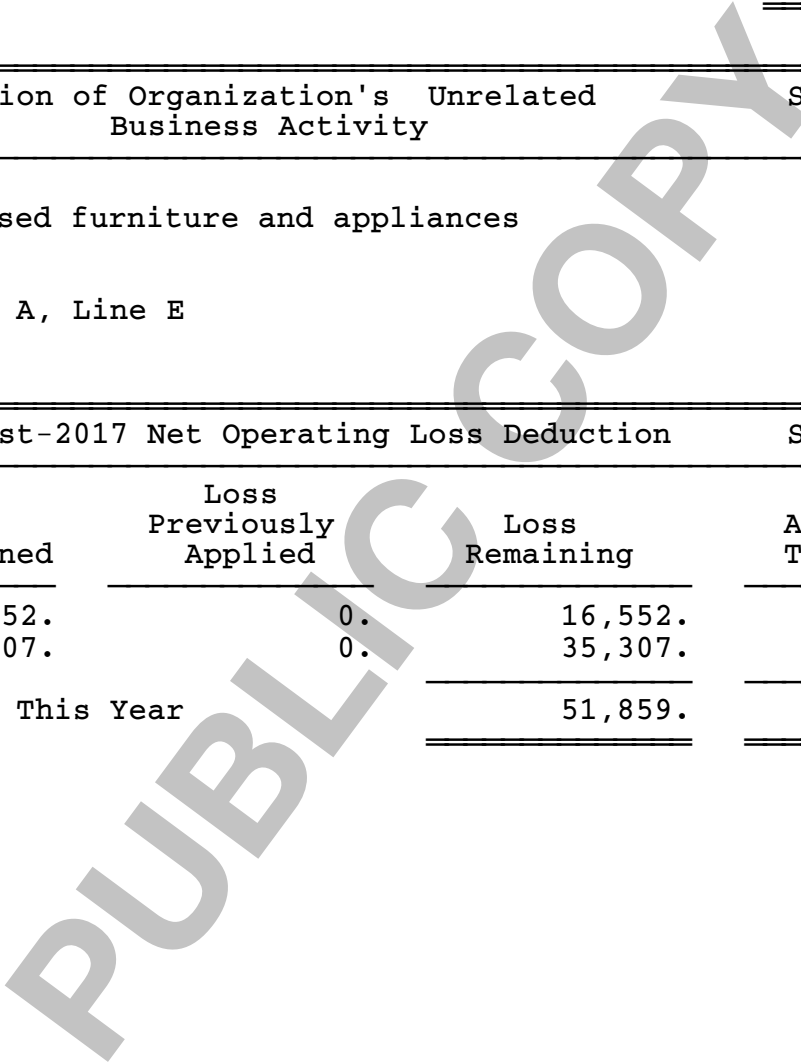 ion of Organization's Unrelated S
Business Activity
sed furniture and appliances
A, Line E
st-2017 Net Operating Loss Deduction S
Loss
Previously Loss A
ned Applied Remaining T
52. 0. 16,552.
07. 0. 35,307.
This Year 51,859.
PUBLIC COPY